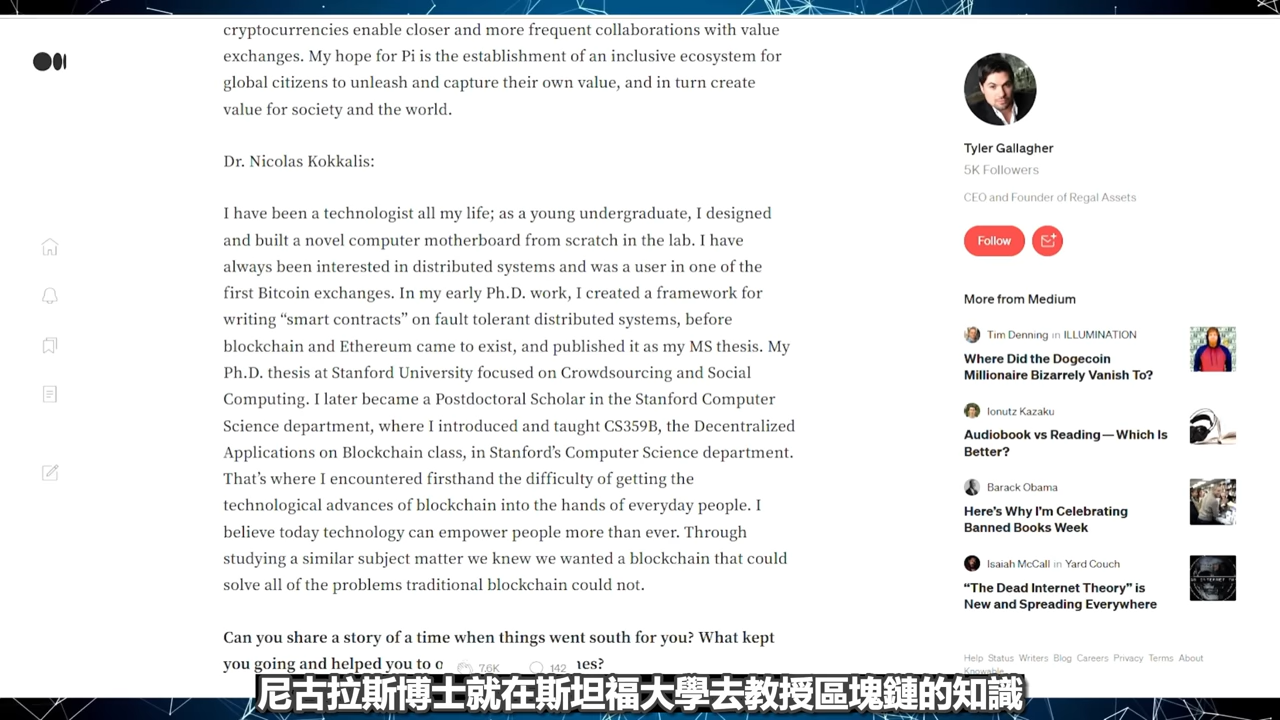 cryptocurrencies enable closer and more frequent collaborations with value
exchanges. My hope for Pi is the establishment of an inclusive ecosystem for
global citizens to unleash and capture their own value, and in turn create
value for society and the world.
Dr. Nicolas Kokkalis:
I have been a technologist all my life; as a young undergraduate, I designed
and built a novel computer motherboard from scratch in the lab. I have
always been interested in distributed systems and was a user in one of the
first Bitcoin exchanges. In my early Ph.D. work, I created a framework for
writing “smart contracts” on fault tolerant distributed systems, before
blockchain and Ethereum came to exist, and published it as my MS thesis. My
Ph.D. thesis at Stanford University focused on Crowdsourcing and Social
Computing. I later became a Postdoctoral Scholar in the Stanford Computer
Science department, where I introduced and taught CS359B, the Decentralized
Applications on Blockchain class, in Stanford’s Computer Science department.
That’s where I encountered firsthand the difficulty of getting the
technological advances of blockchain into the hands of everyday people. I
believe today technology can empower people more than ever. Through
studying a similar subject matter we knew we wanted a blockchain that could
solve all of the problems traditional blockchain could not.
Can you share a story of a time when things went south for you? What kept
you going and helped you to
7.6K
142
Tyler Gallagher
5K Followers
CEO and Founder of Regal Assets
Follow
More from Medium
Tim Denning in ILLUMINATION
Where Did the Dogecoin
Millionaire Bizarrely Vanish To?
Ionutz Kazaku
Audiobook vs Reading — Which Is
Better?
Barack Obama
Here’s Why I’m Celebrating
Banned Books Week
Isaiah McCall in Yard Couch
“The Dead Internet Theory” is
New and Spreading Everywhere
Help Status Writers Blog Careers Privacy Terms About
Knowable
尼古拉斯博士就在斯坦福大學去教授區塊鏈的知識